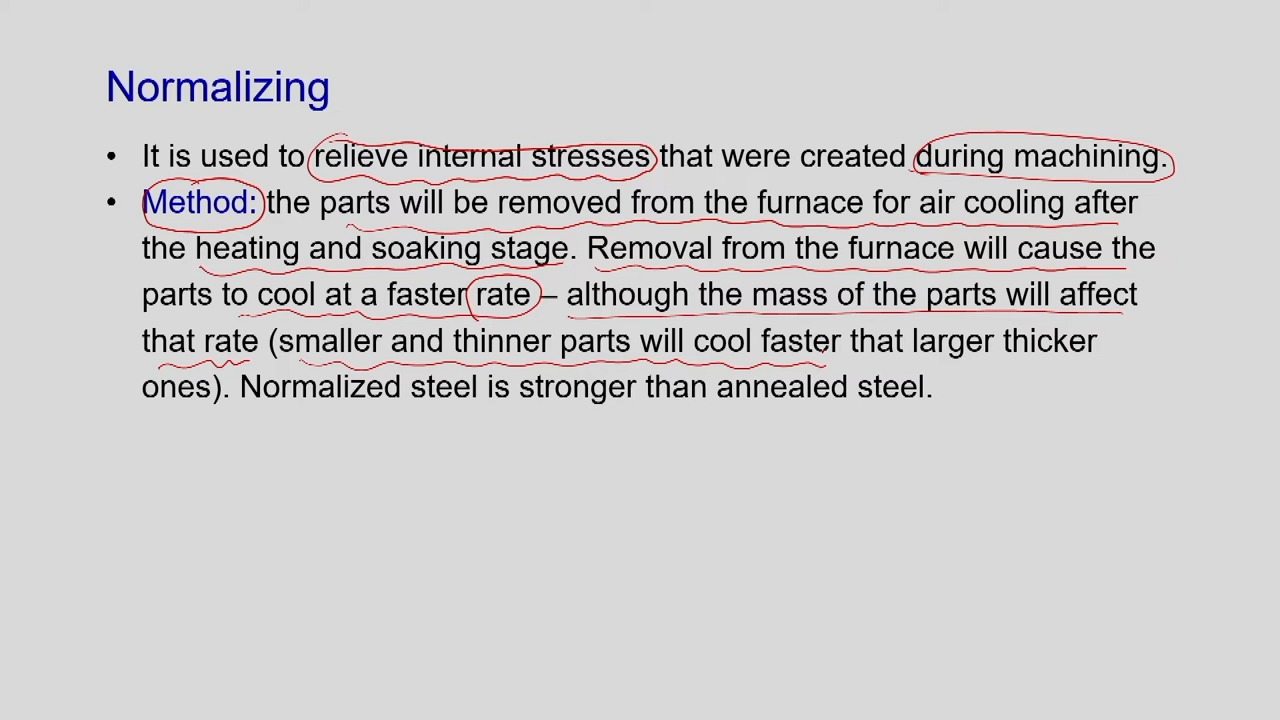 Normalizing
• It is used to relieve internal stresses that were created during machining.
• Method: the parts will be removed from the furnace for air cooling after
the heating and soaking stage. Removal from the furnace will cause the
parts to cool at a faster rate – although the mass of the parts will affect
that rate (smaller and thinner parts will cool faster that larger thicker
ones). Normalized steel is stronger than annealed steel.